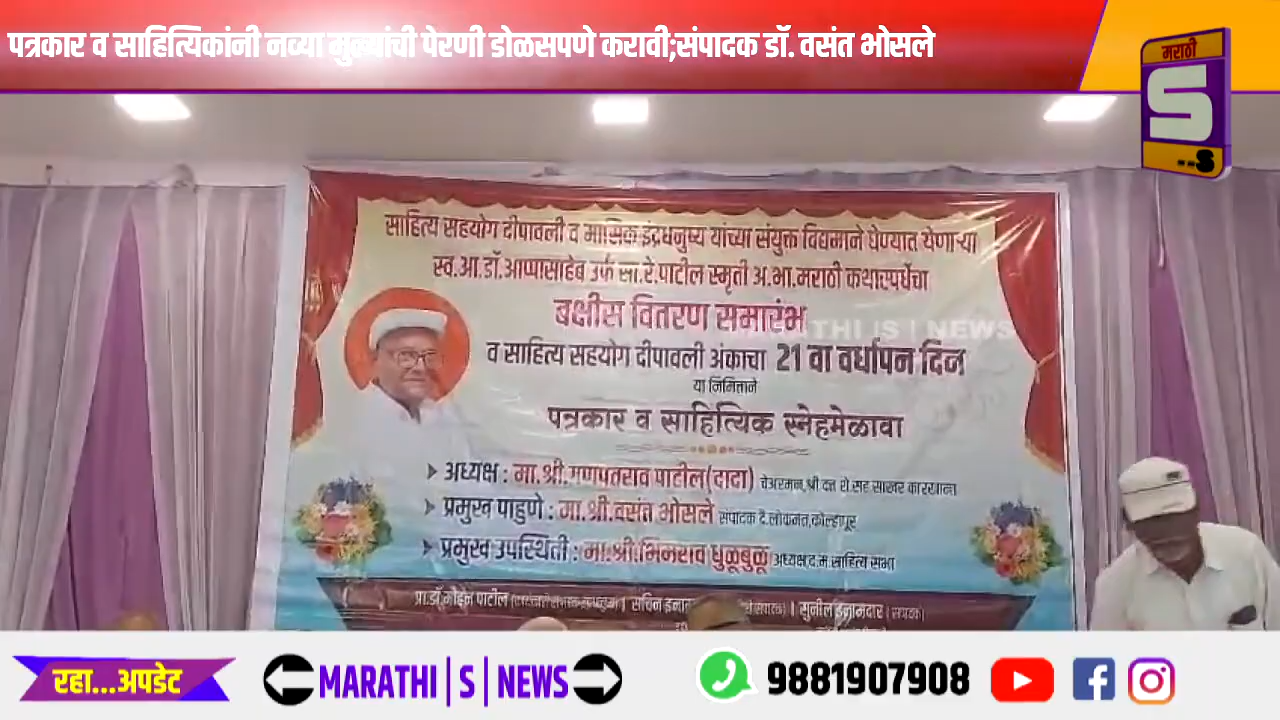 पत्रकार व साहित्यिकांनी नव्या मुल्यांची पेरणी डोळसपणे करावी;संपादक डॉ. वसंत भोसले
मराठी
S
--S
साहित्य सहयोग दीपावली व मासिक इंद्रधनुष्य यांच्या संयुक्त विद्यमाने घेण्यात येणाऱ्या
स्व.आ.डॉ.आप्पासाहेब उर्फ सा.रे.पाटील स्मृती अ.भा.मराठी कथास्पर्धेचा
बक्षीस वितरण समारंभ
MARATHI |S | NEWS
व साहित्य सहयोग दीपावली अंकाचा 21 वा वर्धापन दिन
या निमित्ताने
पत्रकार व साहित्यिक स्नेहमेळावा
अध्यक्ष : मा.श्री.गणपतराव पाटील(दादा) चेअरमन,श्री दत्त शे.सह.साखर कारखाना
प्रमुख पाहुणे : मा.श्री.वसंत भोसले संपादक दै.लोकमत,कोल्हापूर
प्रमुख उपस्थिती : मा.श्री.भिमराव धुळूबुळू अध्यक्ष,द.म.साहित्य सभा
प्रा.डॉ.मोहन पाटील | सचिन | सुनील इनामदार
रहा...अपडेट
MARATHI | S | NEWS
9881907908